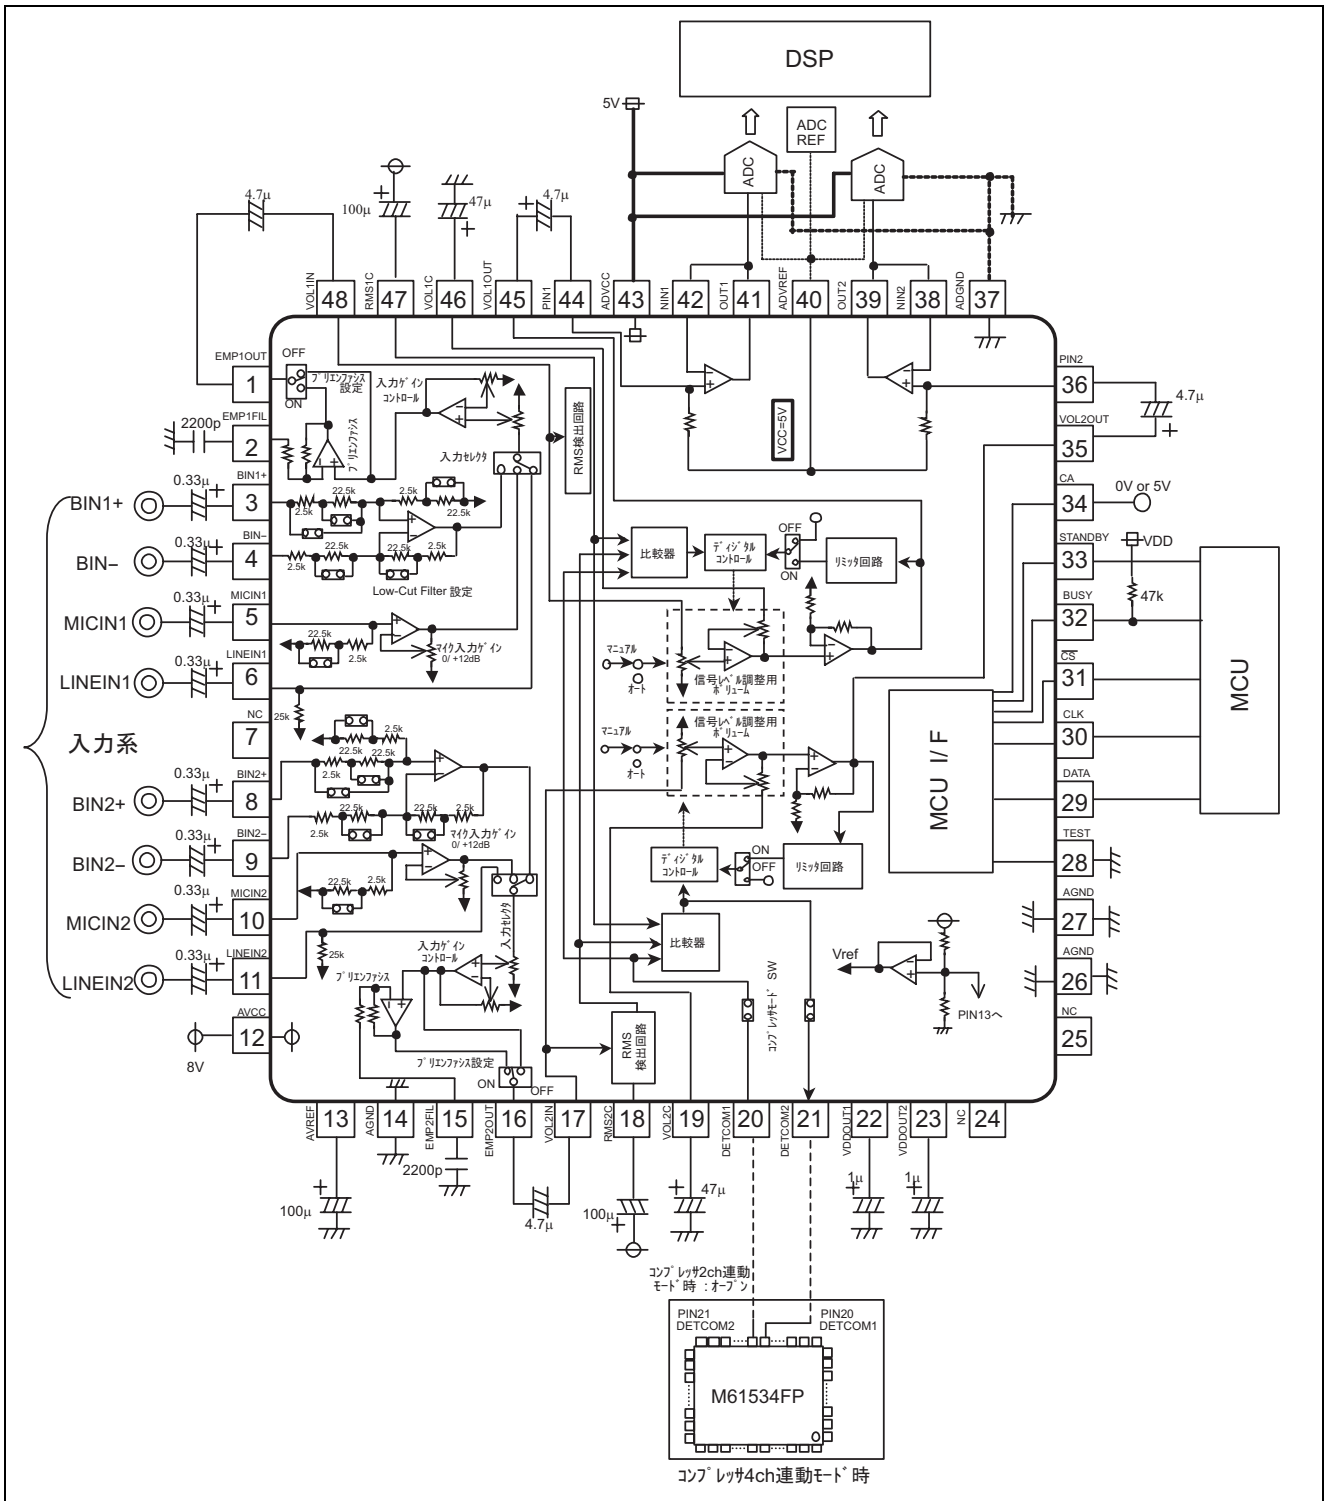 DSP
5V
ADC
REF
ADC
ADC
4.7μ
100μ
47μ
4.7μ
VOL1IN
RMS1C
VOL1C
VOL1OUT
PIN1
ADVCC
NIN1
OUT1
ADVREF
OUT2
NIN2
ADGND
48
47
46
45
44
43
42
41
40
39
38
37
EMP1OUT
1
OFF
ON
プリエンファシス
設定
入力ゲイン
コントロール
RMS検出回路
VCC=5V
PIN2
36
4.7μ
VOL2OUT
35
2200p
EMP1FIL
2
プリエンファシス
入力セレクタ
BIN1+
0.33μ
BIN1+
3
2.5k
22.5k
2.5k
22.5k
CA
34
0V or 5V
BIN−
0.33μ
BIN−
4
2.5k
22.5k
22.5k
2.5k
Low-Cut Filter 設定
比較器
ディジタル
コントロール
OFF
ON
リミッタ回路
STANDBY
33
VDD
47k
BUSY
32
MICIN1
0.33μ
MICIN1
5
22.5k
2.5k
マイク入力ゲイン
0/ +12dB
マニュアル
オート
信号レベル調整用
ボリューム
CS
31
LINEIN1
0.33μ
LINEIN1
6
25k
MCU
MCU I/ F
入力系
NC
7
22.5k
2.5k
マニュアル
オート
信号レベル調整用
ボリューム
CLK
30
BIN2+
0.33μ
BIN2+
8
2.5k
22.5k
22.5k
DATA
29
BIN2−
0.33μ
BIN2−
9
2.5k
22.5k
22.5k
2.5k
マイク入力ゲイン
0/ +12dB
ディジタル
コントロール
ON
OFF
リミッタ回路
TEST
28
MICIN2
0.33μ
MICIN2
10
22.5k
2.5k
入力セレクタ
比較器
AGND
27
LINEIN2
0.33μ
LINEIN2
11
25k
入力ゲイン
コントロール
プリエンファシス
コンプレッサモード SW
Vref
PIN13へ
AGND
26
AVCC
12
8V
プリエンファシス設定
ON
OFF
RMS
検出回路
NC
25
13
14
15
16
17
18
19
20
21
22
23
24
AVREF
AGND
EMP2FIL
EMP2OUT
VOL2IN
RMS2C
VOL2C
DETCOM1
DETCOM2
VDDOUT1
VDDOUT2
NC
100μ
2200p
4.7μ
100μ
47μ
1μ
1μ
コンプレッサ2ch連動
モード時 : オープン
PIN21
DETCOM2
PIN20
DETCOM1
M61534FP
コンプレッサ4ch連動モード時